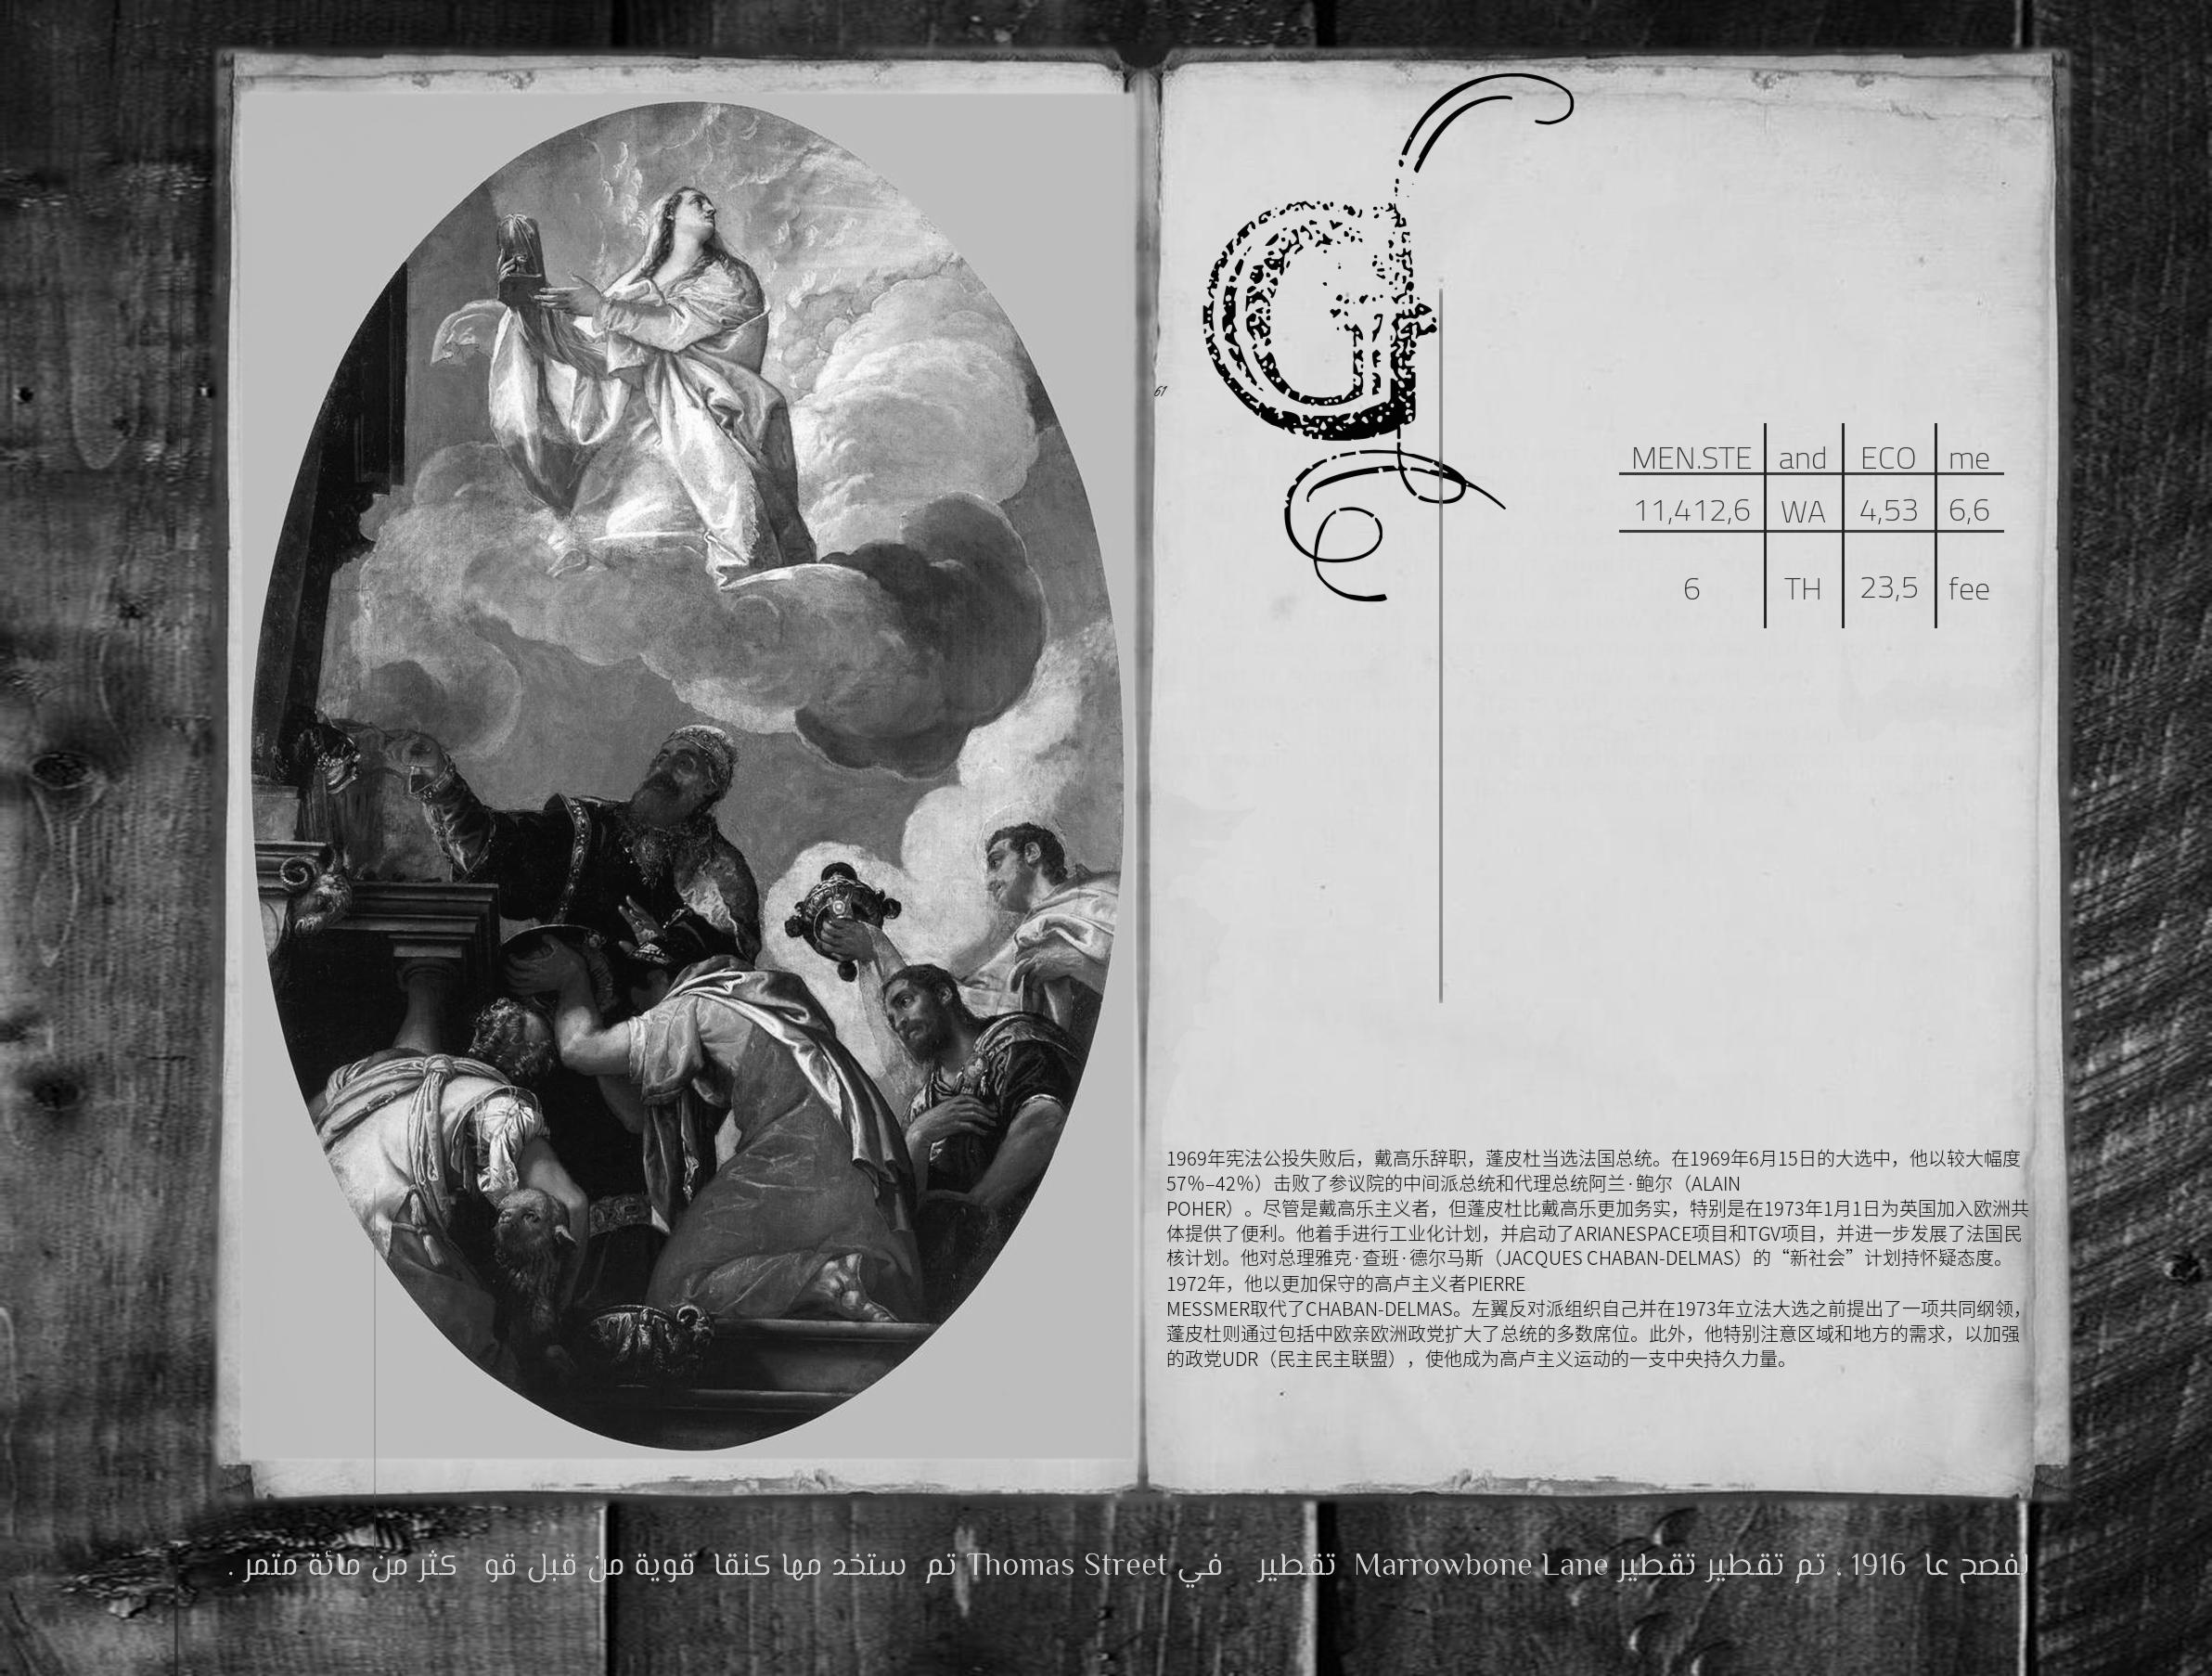 G
61
MEN.STE and ECO me
11,412,6 WA 4,53 6,6
6 TH 23,5 fee
1969年宪法公投失败后，戴高乐辞职，蓬皮杜当选法国总统。在1969年6月15日的大选中，他以较大幅度
57%–42%）击败了参议院的中间派总统和代理总统阿兰·鲍尔（ALAIN
POHER）。尽管是戴高乐主义者，但蓬皮杜比戴高乐更加务实，特别是在1973年1月1日为英国加入欧洲共
体提供了便利。他着手进行工业化计划，并启动了ARIANESPACE项目和TGV项目，并进一步发展了法国民
核计划。他对总理雅克·查班·德尔马斯（JACQUES CHABAN-DELMAS）的“新社会”计划持怀疑态度。
1972年，他以更加保守的高卢主义者PIERRE
MESSMER取代了CHABAN-DELMAS。左翼反对派组织自己并在1973年立法大选之前提出了一项共同纲领，
蓬皮杜则通过包括中欧亲欧洲政党扩大了总统的多数席位。此外，他特别注意区域和地方的需求，以加强
的政党UDR（民主民主联盟），使他成为高卢主义运动的一支中央持久力量。
لفصح عا 1916 . تم تقطير تقطير Marrowbone Lane تقطير في Thomas Street تم ستخد مها كنقا قوية من قبل قو كثر من مائة متمر .